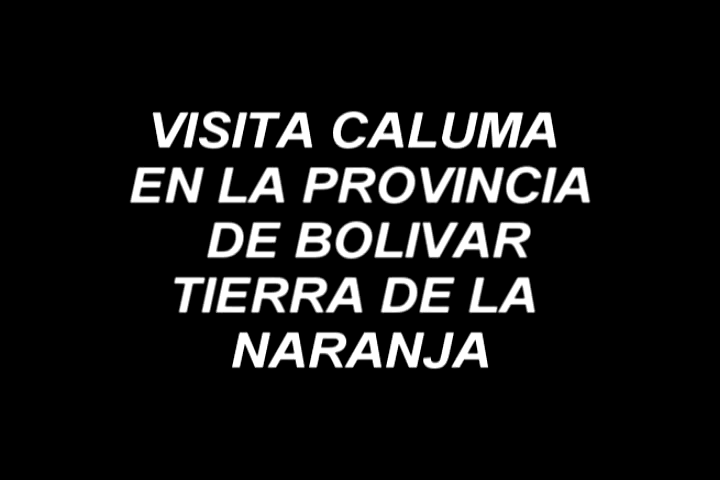 VISITA CALUMA
EN LA PROVINCIA
DE BOLIVAR
TIERRA DE LA
NARANJA